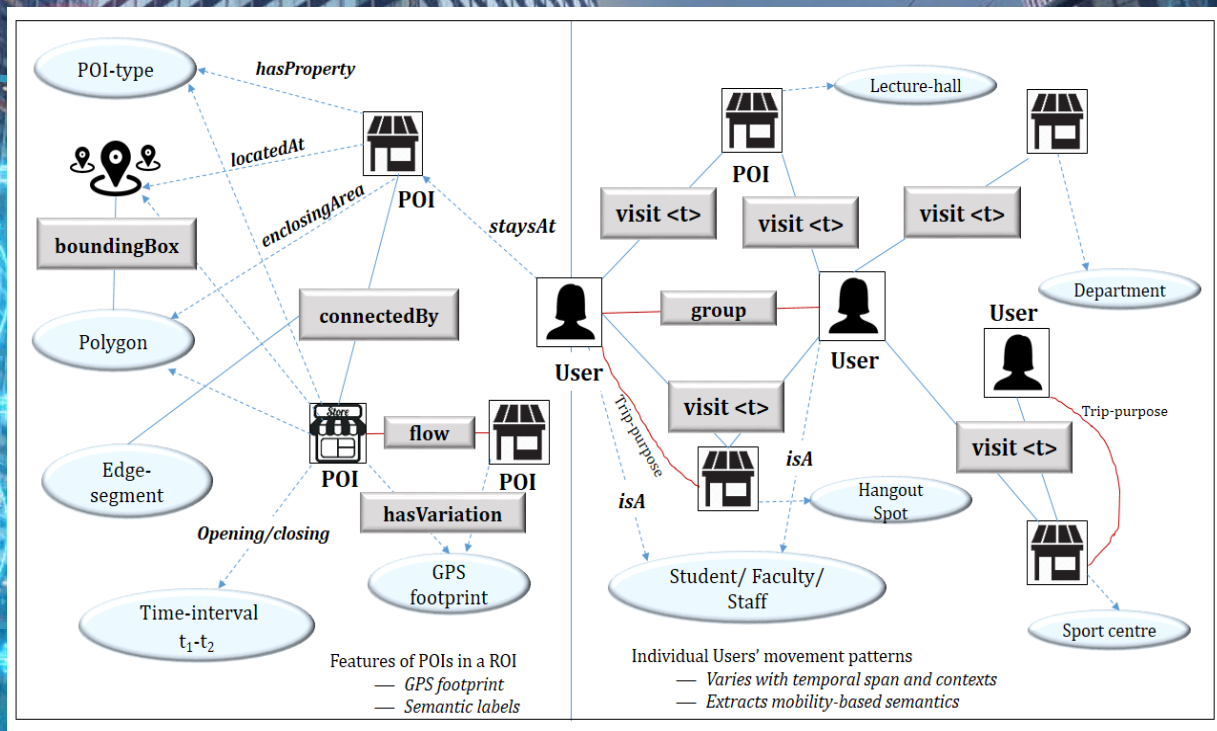 POI-type
hasProperty
locatedAt
POI
enclosingArea
boundingBox
staysAt
connectedBy
Polygon
Store
flow
POI
POI
Edge-
segment
hasVariation
Opening/closing
GPS
footprint
Time-interval
t₁-t₂
Features of POIs in a ROI
— GPS footprint
— Semantic labels
Lecture-hall
POI
visit <t>
visit <t>
visit <t>
Department
group
User
User
User
Trip-purpose
visit <t>
Trip-purpose
visit <t>
isA
isA
Hangout
Spot
Student/ Faculty/
Staff
Sport centre
Individual Users' movement patterns
— Varies with temporal span and contexts
— Extracts mobility-based semantics